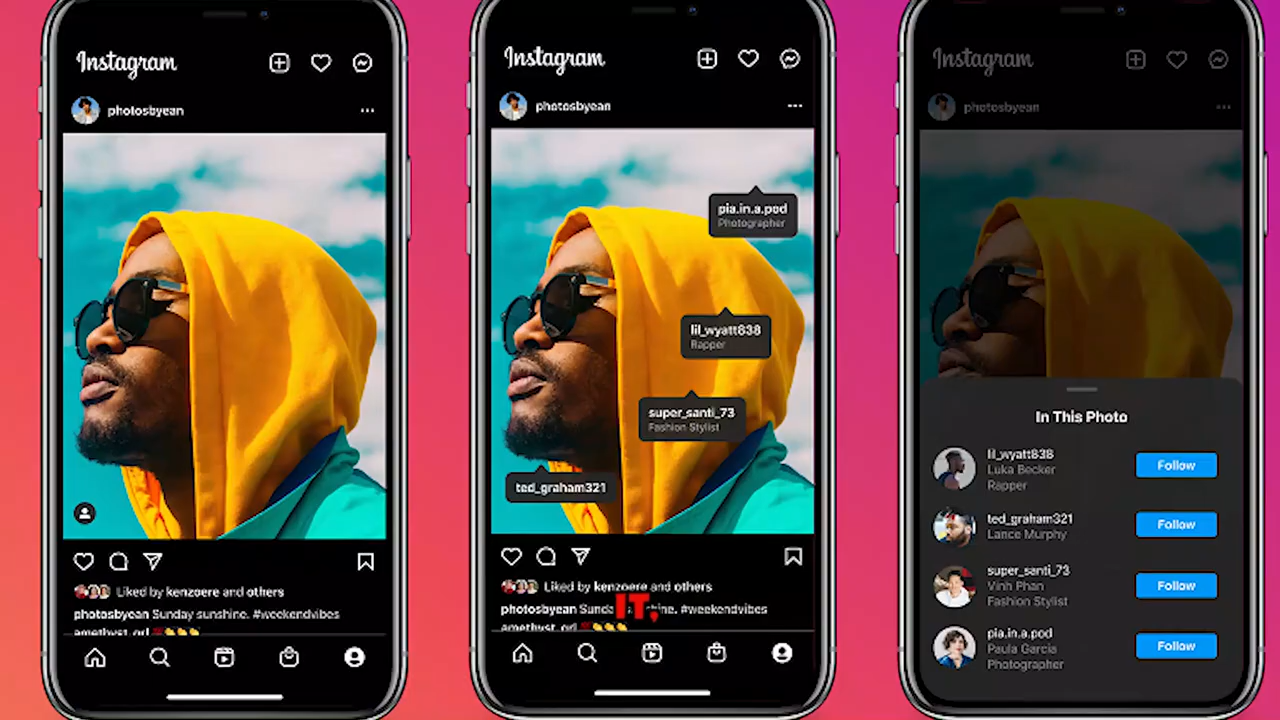 Instagram
photosbyean
Liked by kenzoere and others
photosbyean Sunday sunshine. #weekendvibes
Instagram
photosbyean
pia.in.a.pod
Photographer
lil_wyatt838
Rapper
super_santi_73
Fashion Stylist
ted_graham321
Liked by kenzoere and others
photosbyean Sunda hine. #weekendvibes
IT,
Instagram
photosbyean
In This Photo
lil_wyatt838
Luka Becker
Rapper
Follow
ted_graham321
Lance Murphy
Follow
super_santi_73
Vinh Phan
Fashion Stylist
Follow
pia.in.a.pod
Paula Garcia
Photographer
Follow